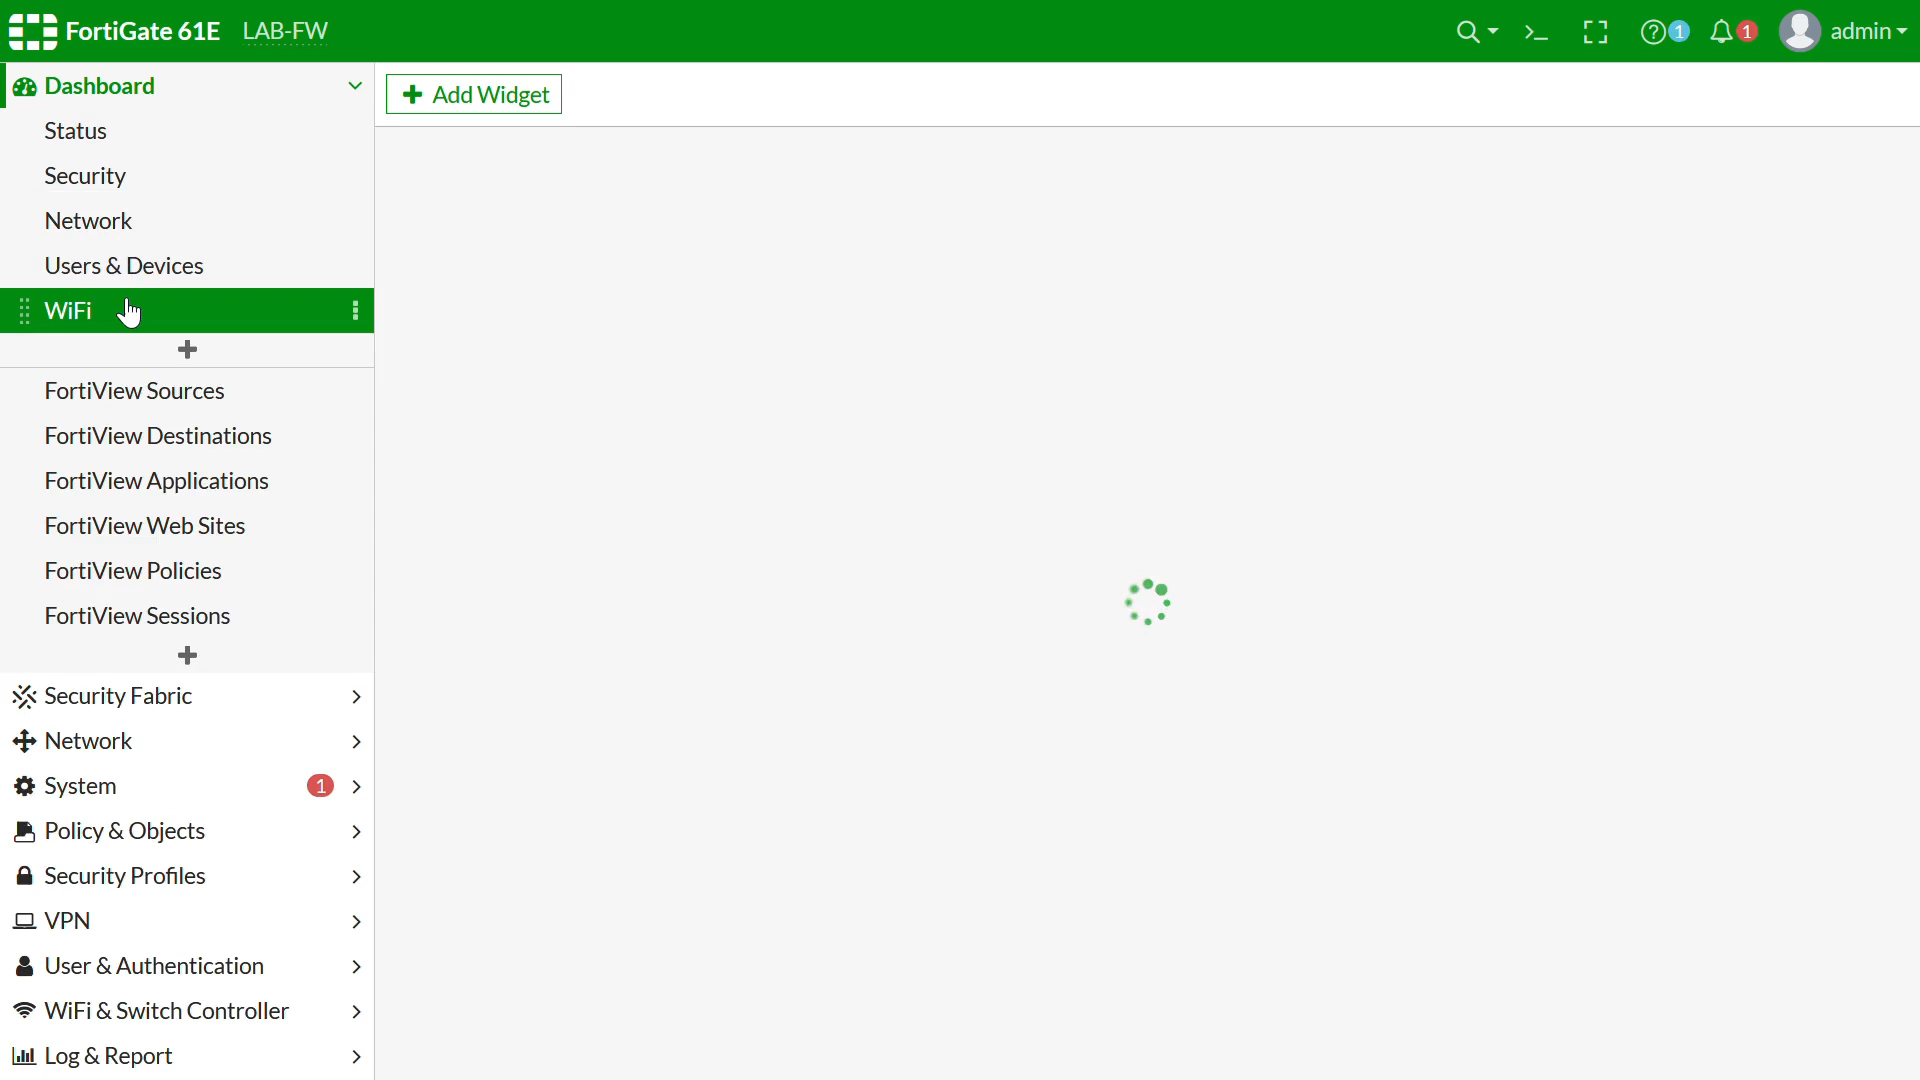 FortiGate 61E LAB-FW
1
1
admin
Dashboard
Add Widget
Status
Security
Network
Users & Devices
WiFi
FortiView Sources
FortiView Destinations
FortiView Applications
FortiView Web Sites
FortiView Policies
FortiView Sessions
Security Fabric
Network
System 1
Policy & Objects
Security Profiles
VPN
User & Authentication
WiFi & Switch Controller
Log & Report